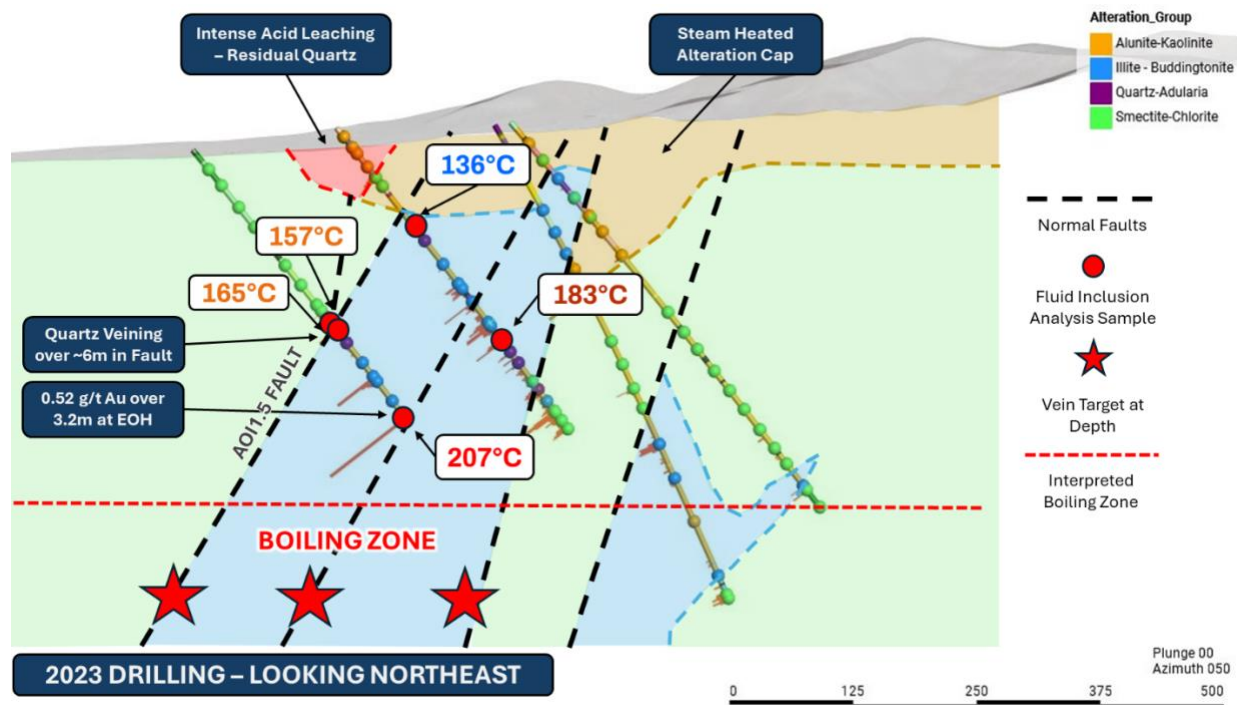 Intense Acid Leaching
– Residual Quartz
Steam Heated
Alteration Cap
Alteration_Group
Alunite-Kaolinite
Illite - Buddingtonite
Quartz-Adularia
Smectite-Chlorite
136°C
157°C
165°C
183°C
Quartz Veining
over ~6m in Fault
0.52 g/t Au over
3.2m at EOH
AOI1.5 FAULT
207°C
BOILING ZONE
Normal Faults
Fluid Inclusion
Analysis Sample
Vein Target at
Depth
Interpreted
Boiling Zone
2023 DRILLING – LOOKING NORTHEAST
Plunge 00
Azimuth 050
0 125 250 375 500